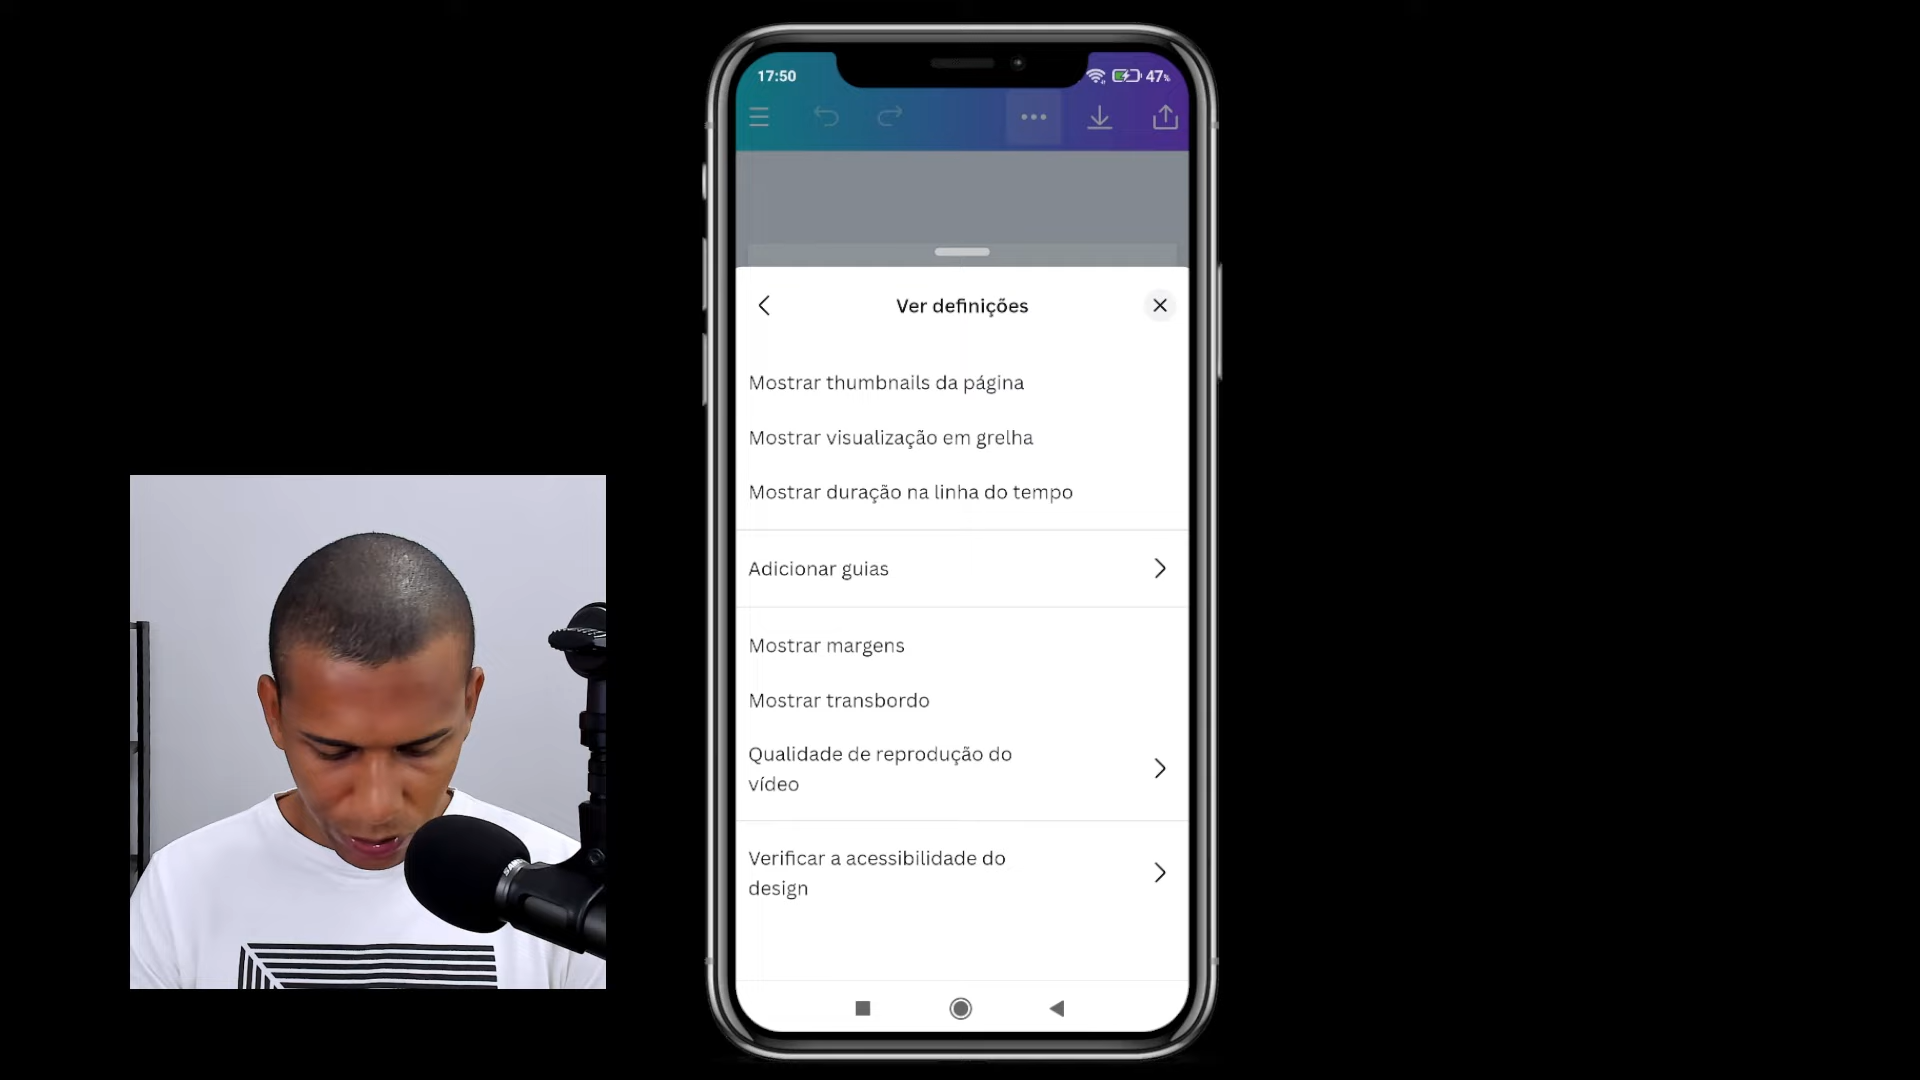 17:50
47%
Ver definições
Mostrar thumbnails da página
Mostrar visualização em grelha
Mostrar duração na linha do tempo
Adicionar guias
Mostrar margens
Mostrar transbordo
Qualidade de reprodução do
vídeo
Verificar a acessibilidade do
design